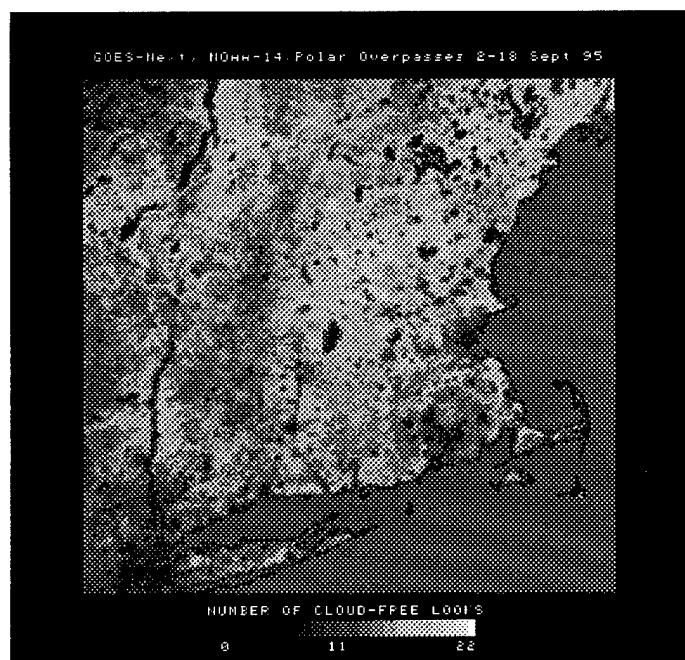 GOES-Next, NOAA-14 Polar Overpasses 2-18 Sept 95
NUMBER OF CLOUD-FREE LOOKS
0 11 22